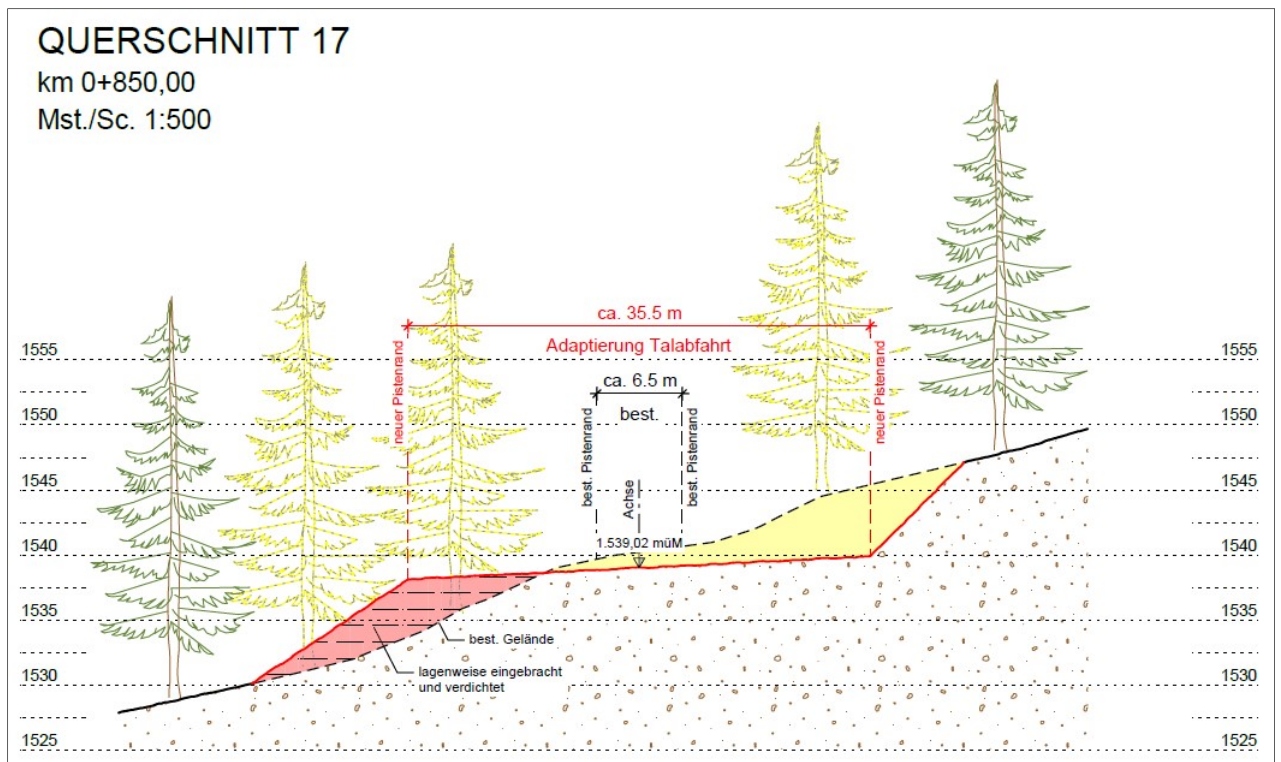 QUERSCHNITT 17
km 0+850,00
Mst./Sc. 1:500
ca. 35.5 m
Adaptierung Talabfahrt
neuer Pistenrand
neuer Pistenrand
ca. 6.5 m
best.
best. Pistenrand
best. Pistenrand
Achse
1.539,02 müM
best. Gelände
lagenweise eingebracht
und verdichtet
1555
1550
1545
1540
1535
1530
1525
1555
1550
1545
1540
1535
1530
1525